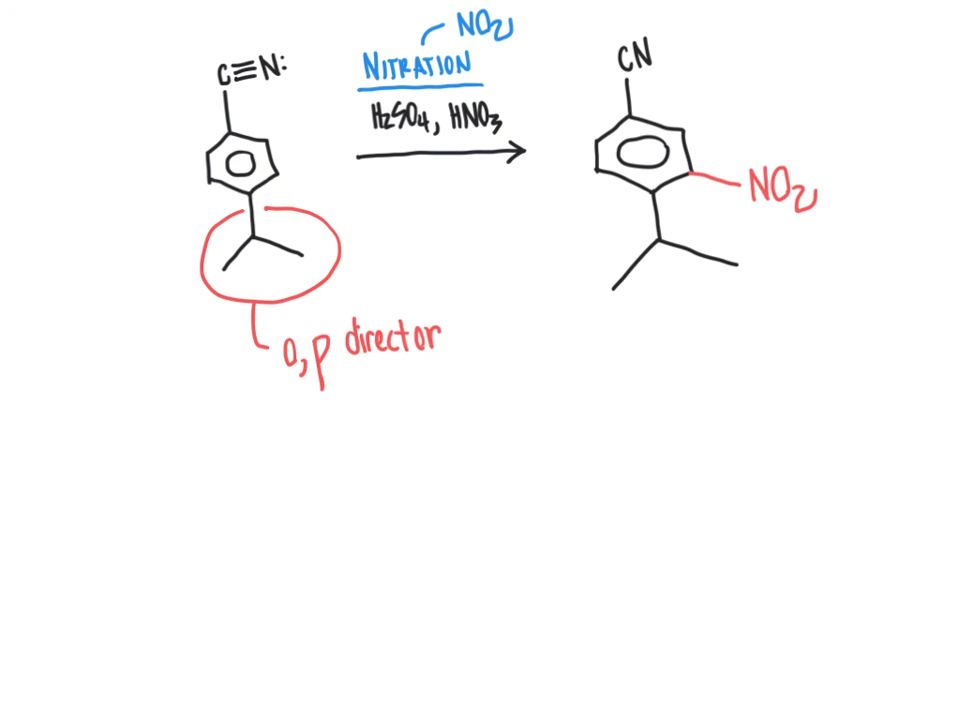 NO2
C≡N:
NITRATION
H2SO4, HNO3
CN
NO2
O,P director